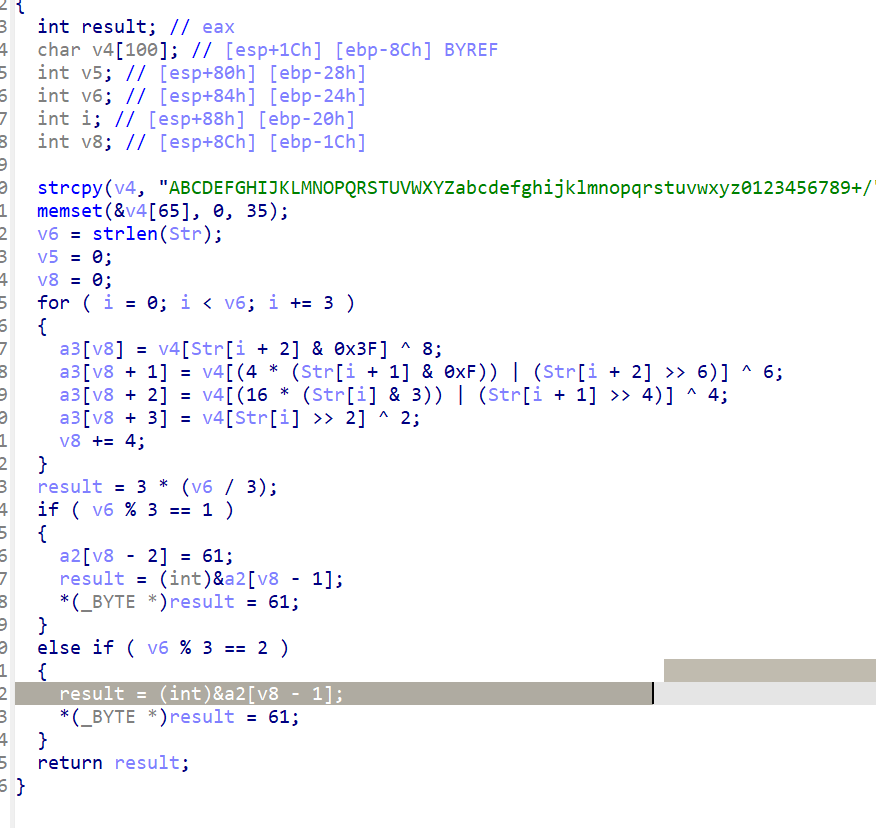 2 {
3 int result; // eax
4 char v4[100]; // [esp+1Ch] [ebp-8Ch] BYREF
5 int v5; // [esp+80h] [ebp-28h]
6 int v6; // [esp+84h] [ebp-24h]
7 int i; // [esp+88h] [ebp-20h]
8 int v8; // [esp+8Ch] [ebp-1Ch]
9
0 strcpy(v4, "ABCDEFGHIJKLMNOPQRSTUVWXYZabcdefghijklmnopqrstuvwxyz0123456789+/"
1 memset(&v4[65], 0, 35);
2 v6 = strlen(Str);
3 v5 = 0;
4 v8 = 0;
5 for ( i = 0; i < v6; i += 3 )
6 {
7 a3[v8] = v4[Str[i + 2] & 0x3F] ^ 8;
8 a3[v8 + 1] = v4[(4 * (Str[i + 1] & 0xF)) | (Str[i + 2] >> 6)] ^ 6;
9 a3[v8 + 2] = v4[(16 * (Str[i] & 3)) | (Str[i + 1] >> 4)] ^ 4;
0 a3[v8 + 3] = v4[Str[i] >> 2] ^ 2;
1 v8 += 4;
2 }
3 result = 3 * (v6 / 3);
4 if ( v6 % 3 == 1 )
5 {
6 a2[v8 - 2] = 61;
7 result = (int)&a2[v8 - 1];
8 *(_BYTE *)result = 61;
9 }
0 else if ( v6 % 3 == 2 )
1 {
2 result = (int)&a2[v8 - 1];
3 *(_BYTE *)result = 61;
4 }
5 return result;
6 }